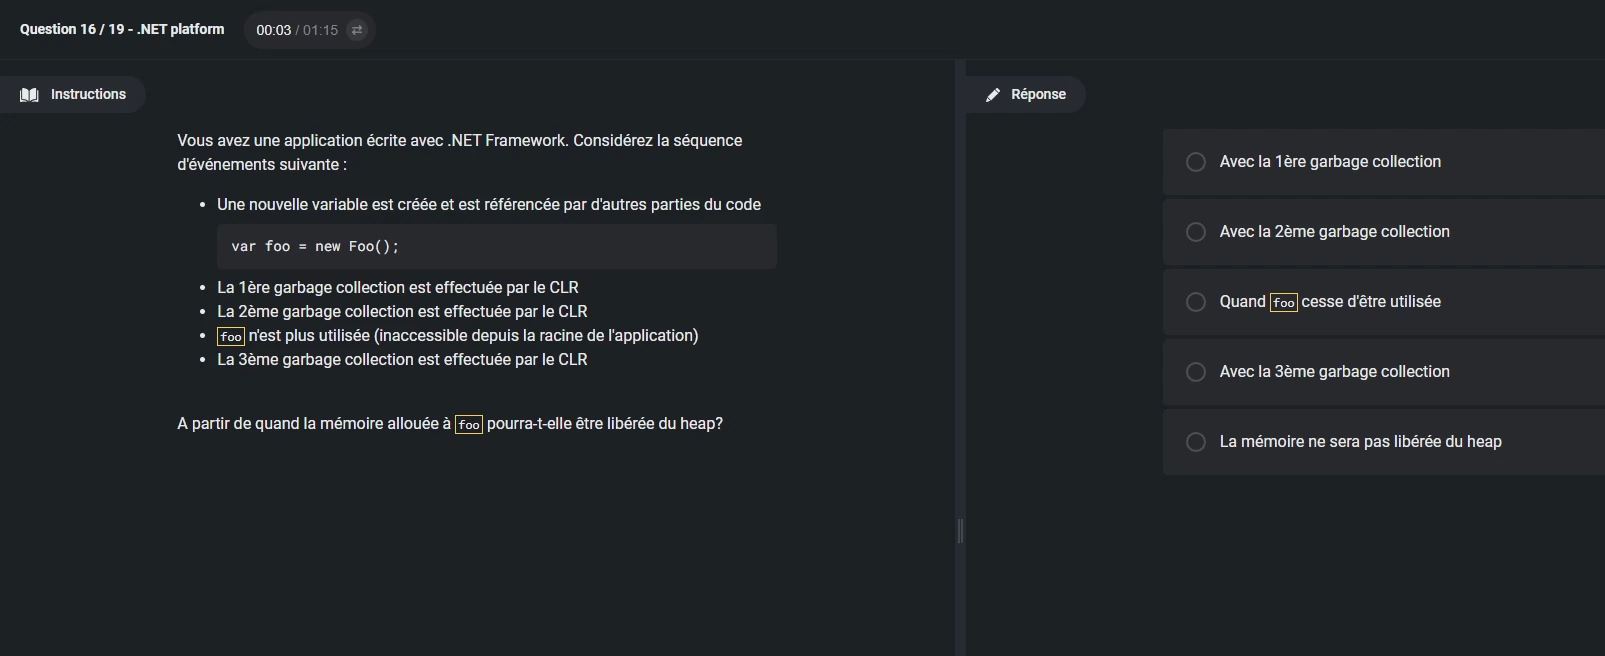 Question 16 / 19 - .NET platform
00:03 / 01:15
Instructions
Vous avez une application écrite avec .NET Framework. Considérez la séquence
d'événements suivante :
• Une nouvelle variable est créée et est référencée par d'autres parties du code
var foo = new Foo();
• La 1ère garbage collection est effectuée par le CLR
• La 2ème garbage collection est effectuée par le CLR
• foo n'est plus utilisée (inaccessible depuis la racine de l'application)
• La 3ème garbage collection est effectuée par le CLR
A partir de quand la mémoire allouée à foo pourra-t-elle être libérée du heap?
Réponse
Avec la 1ère garbage collection
Avec la 2ème garbage collection
Quand foo cesse d'être utilisée
Avec la 3ème garbage collection
La mémoire ne sera pas libérée du heap